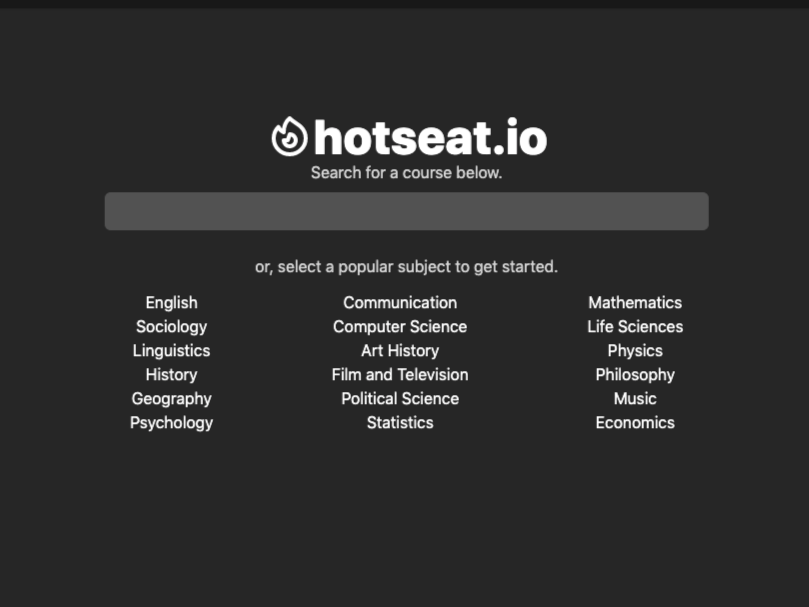 hotseat.io
Search for a course below.
or, select a popular subject to get started.
English
Sociology
Linguistics
History
Geography
Psychology
Communication
Computer Science
Art History
Film and Television
Political Science
Statistics
Mathematics
Life Sciences
Physics
Philosophy
Music
Economics